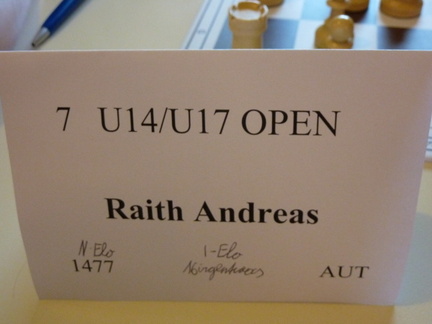 7 U14/U17 OPEN
Raith Andreas
N-Elo I-Elo
1477 AUT